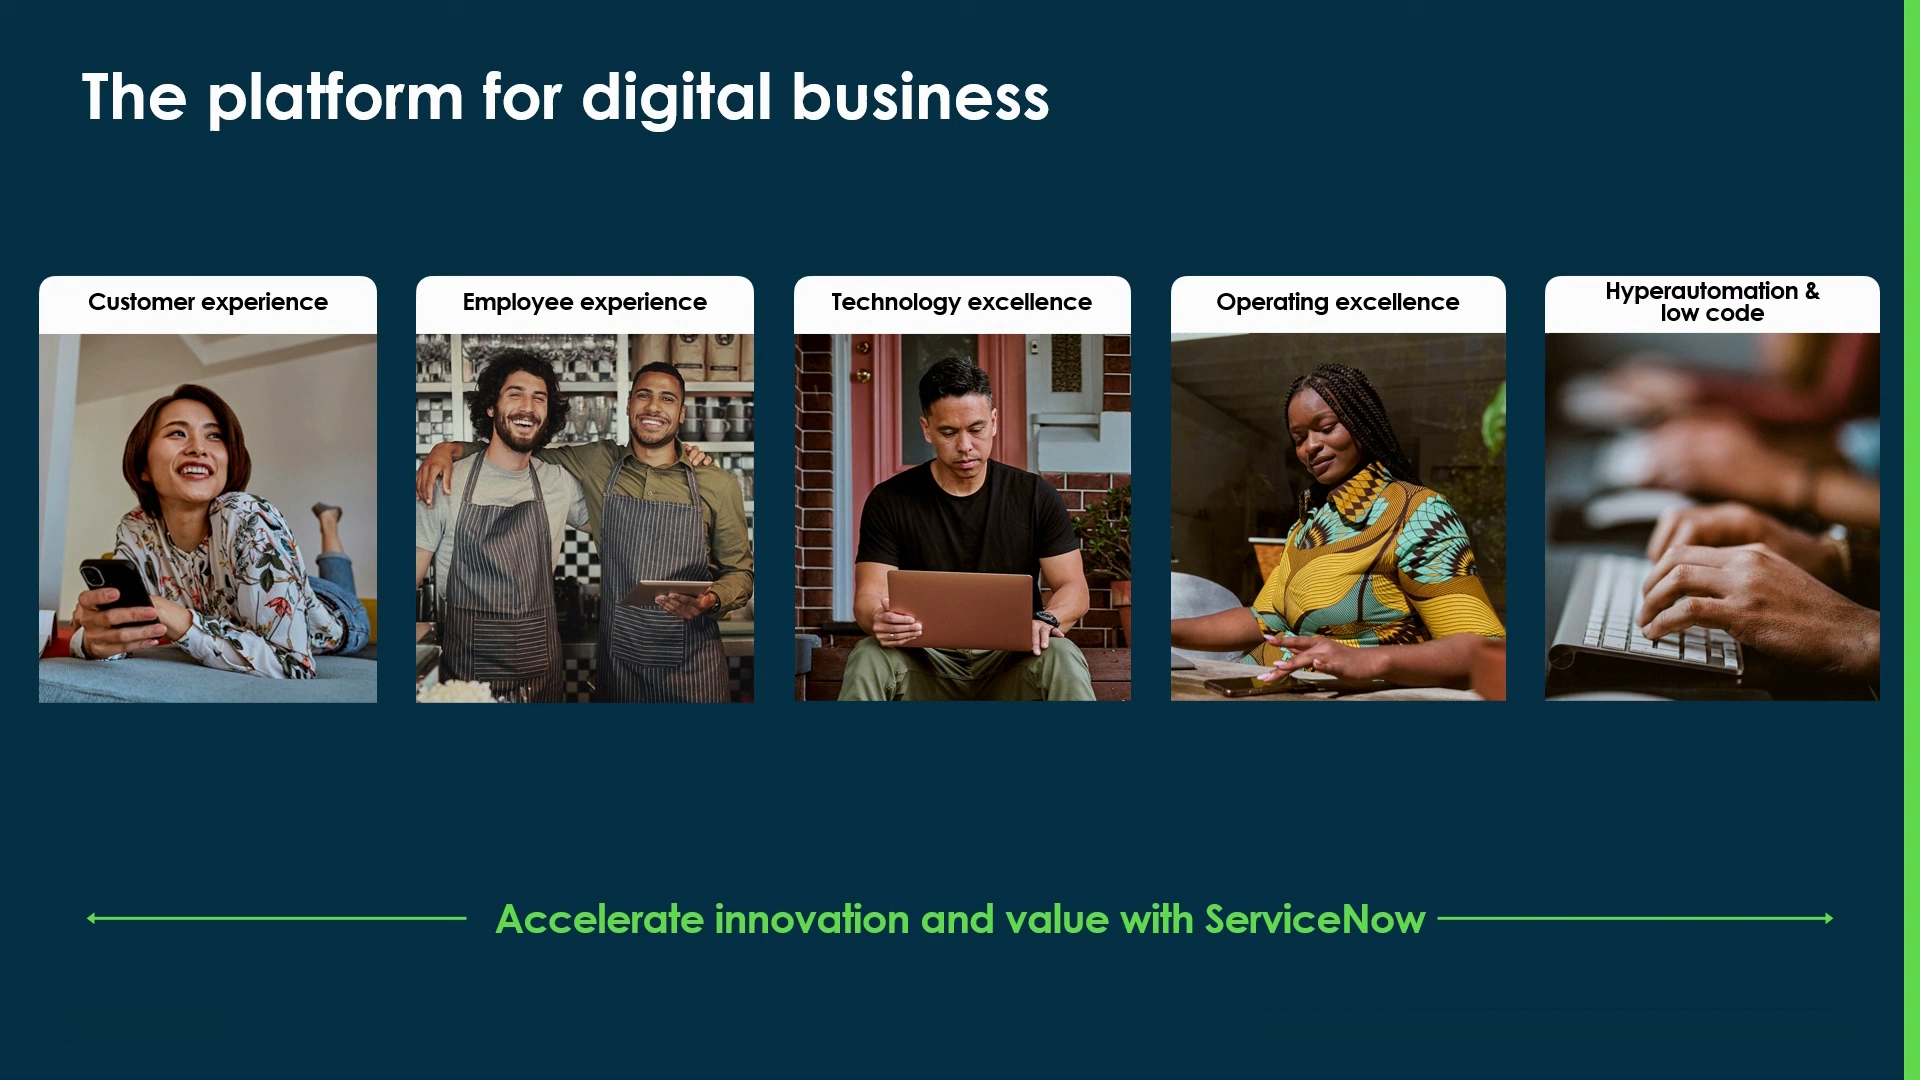 The platform for digital business
Customer experience
Employee experience
Technology excellence
Operating excellence
Hyperautomation &
low code
Accelerate innovation and value with ServiceNow